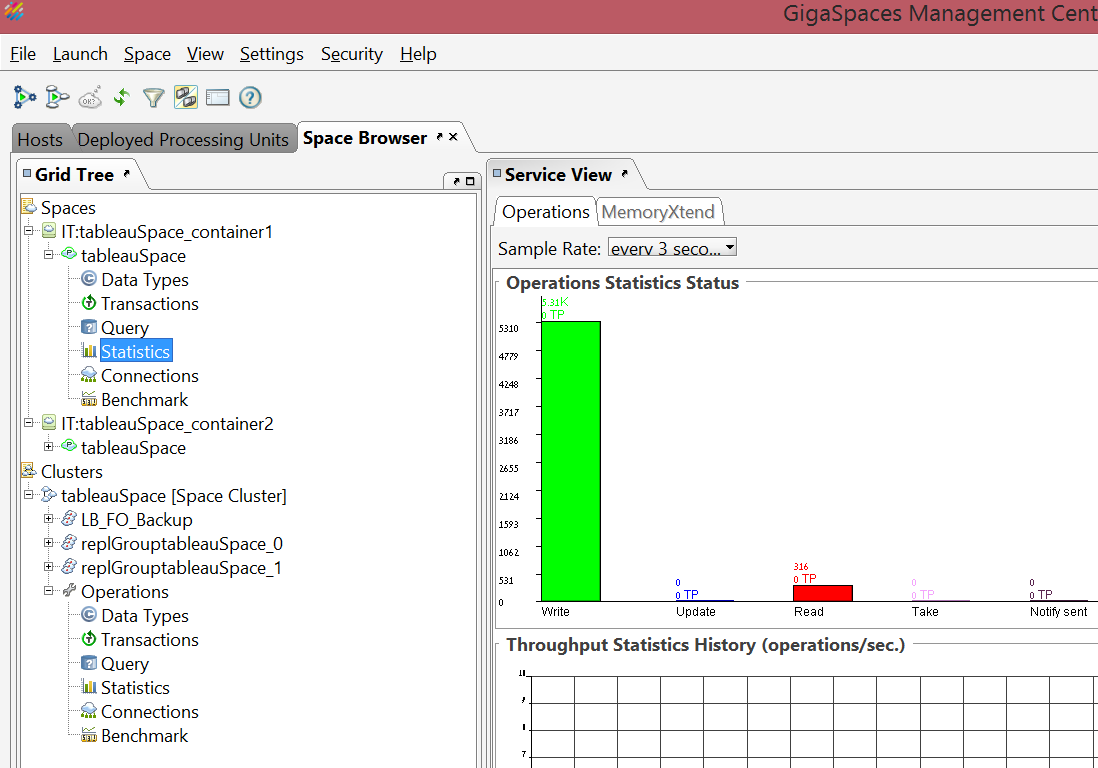 GigaSpaces Management Cent
File Launch Space View Settings Security Help
OK?
Hosts Deployed Processing Units Space Browser
Grid Tree
Spaces
IT:tableauSpace_container1
tableauSpace
Data Types
Transactions
Query
Statistics
Connections
Benchmark
IT:tableauSpace_container2
tableauSpace
Clusters
tableauSpace [Space Cluster]
LB_FO_Backup
replGrouptableauSpace_0
replGrouptableauSpace_1
Operations
Data Types
Transactions
Query
Statistics
Connections
Benchmark
Service View
Operations MemoryXtend
Sample Rate: every 3 seco...
Operations Statistics Status
5.31K
0 TP
5310
4779
4248
3717
3186
2655
2124
1593
1062
531
0
0
0 TP
316
0 TP
0
0 TP
0
0 TP
Write Update Read Take Notify sent
Throughput Statistics History (operations/sec.)
10
9
8
7